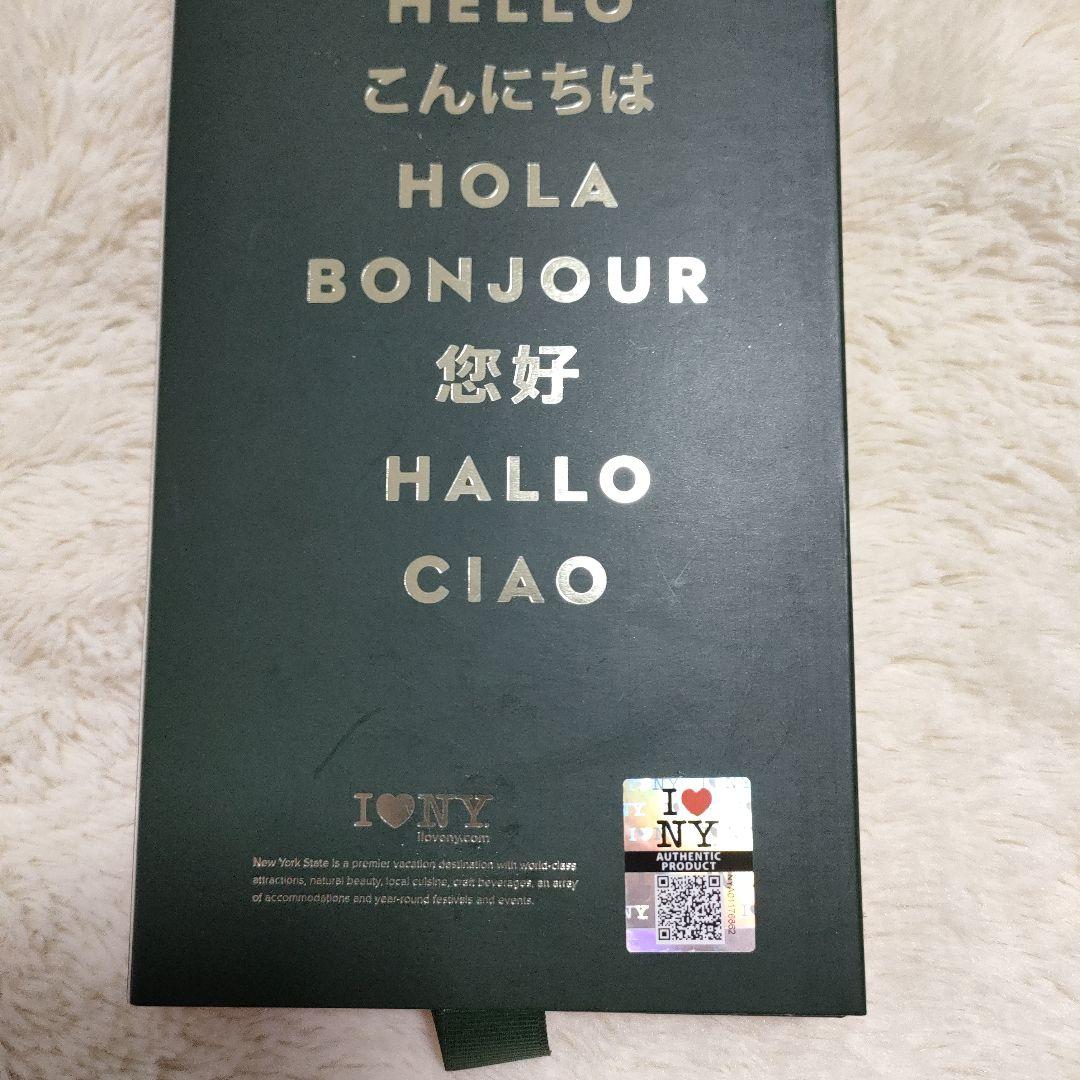 HELLO
こんにちは
HOLA
BONJOUR
您好
HALLO
CIAO
I♥NY
iloveny.com
New York State is a premier vacation destination with world-class
attractions, natural beauty, local cuisine, craft beverages, an array
of accommodations and year-round festivals and events.
I♥
NY
AUTHENTIC
PRODUCT